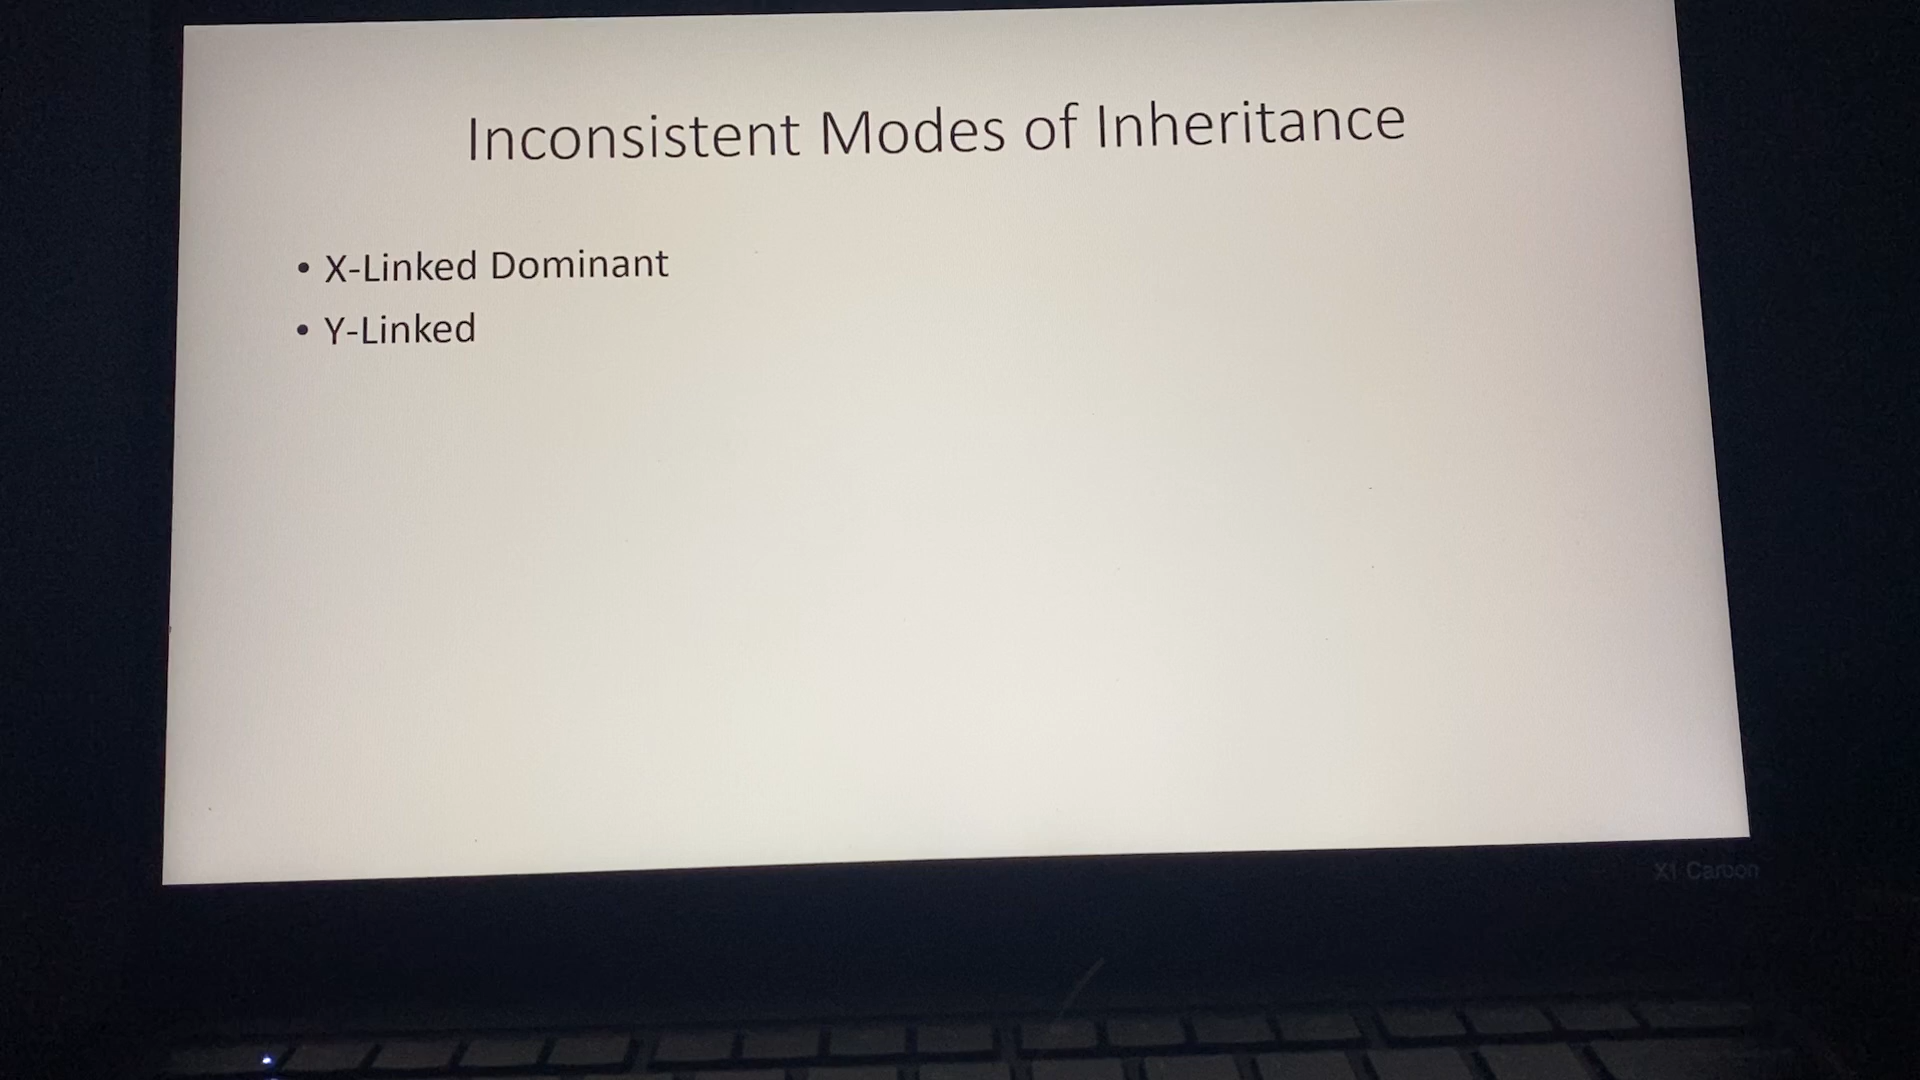 Inconsistent Modes of Inheritance
• X-Linked Dominant
• Y-Linked
X1 Carbon